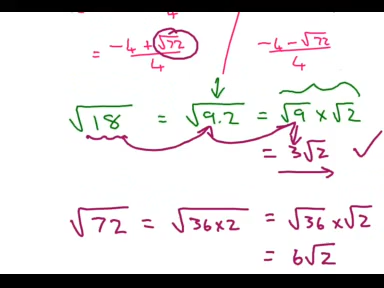 4
= (-4 + √72)/4 (-4 - √72)/4
√18 = √9.2 = √9 × √2
= 3√2 ✓
√72 = √36×2 = √36 × √2
= 6√2